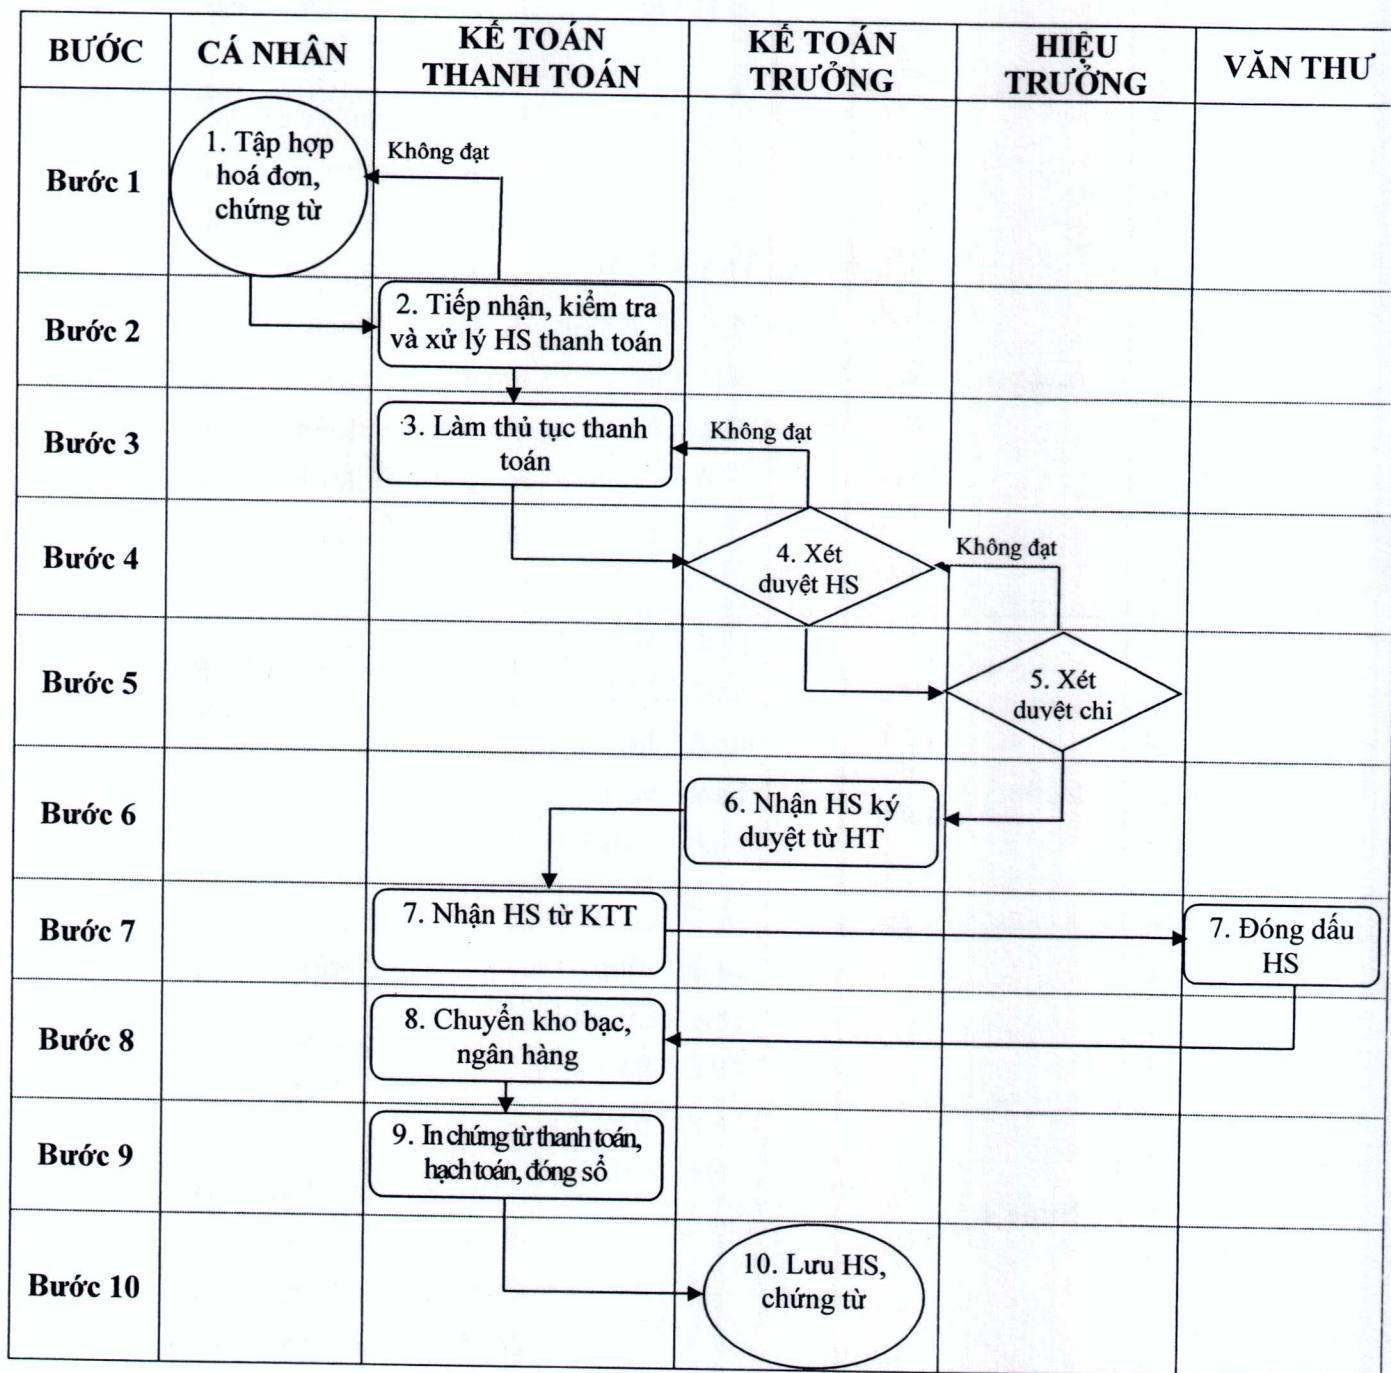 BƯỚC
CÁ NHÂN
KẾ TOÁN
THANH TOÁN
KẾ TOÁN
TRƯỞNG
HIỆU
TRƯỞNG
VĂN THƯ
Bước 1
1. Tập hợp
hoá đơn,
chứng từ
Không đạt
Bước 2
2. Tiếp nhận, kiểm tra
và xử lý HS thanh toán
Bước 3
3. Làm thủ tục thanh
toán
Không đạt
Bước 4
4. Xét
duyệt HS
Không đạt
Bước 5
5. Xét
duyệt chi
Bước 6
6. Nhận HS ký
duyệt từ HT
Bước 7
7. Nhận HS từ KTT
7. Đóng dấu
HS
Bước 8
8. Chuyển kho bạc,
ngân hàng
Bước 9
9. In chứng từ thanh toán,
hạch toán, đóng sổ
Bước 10
10. Lưu HS,
chứng từ